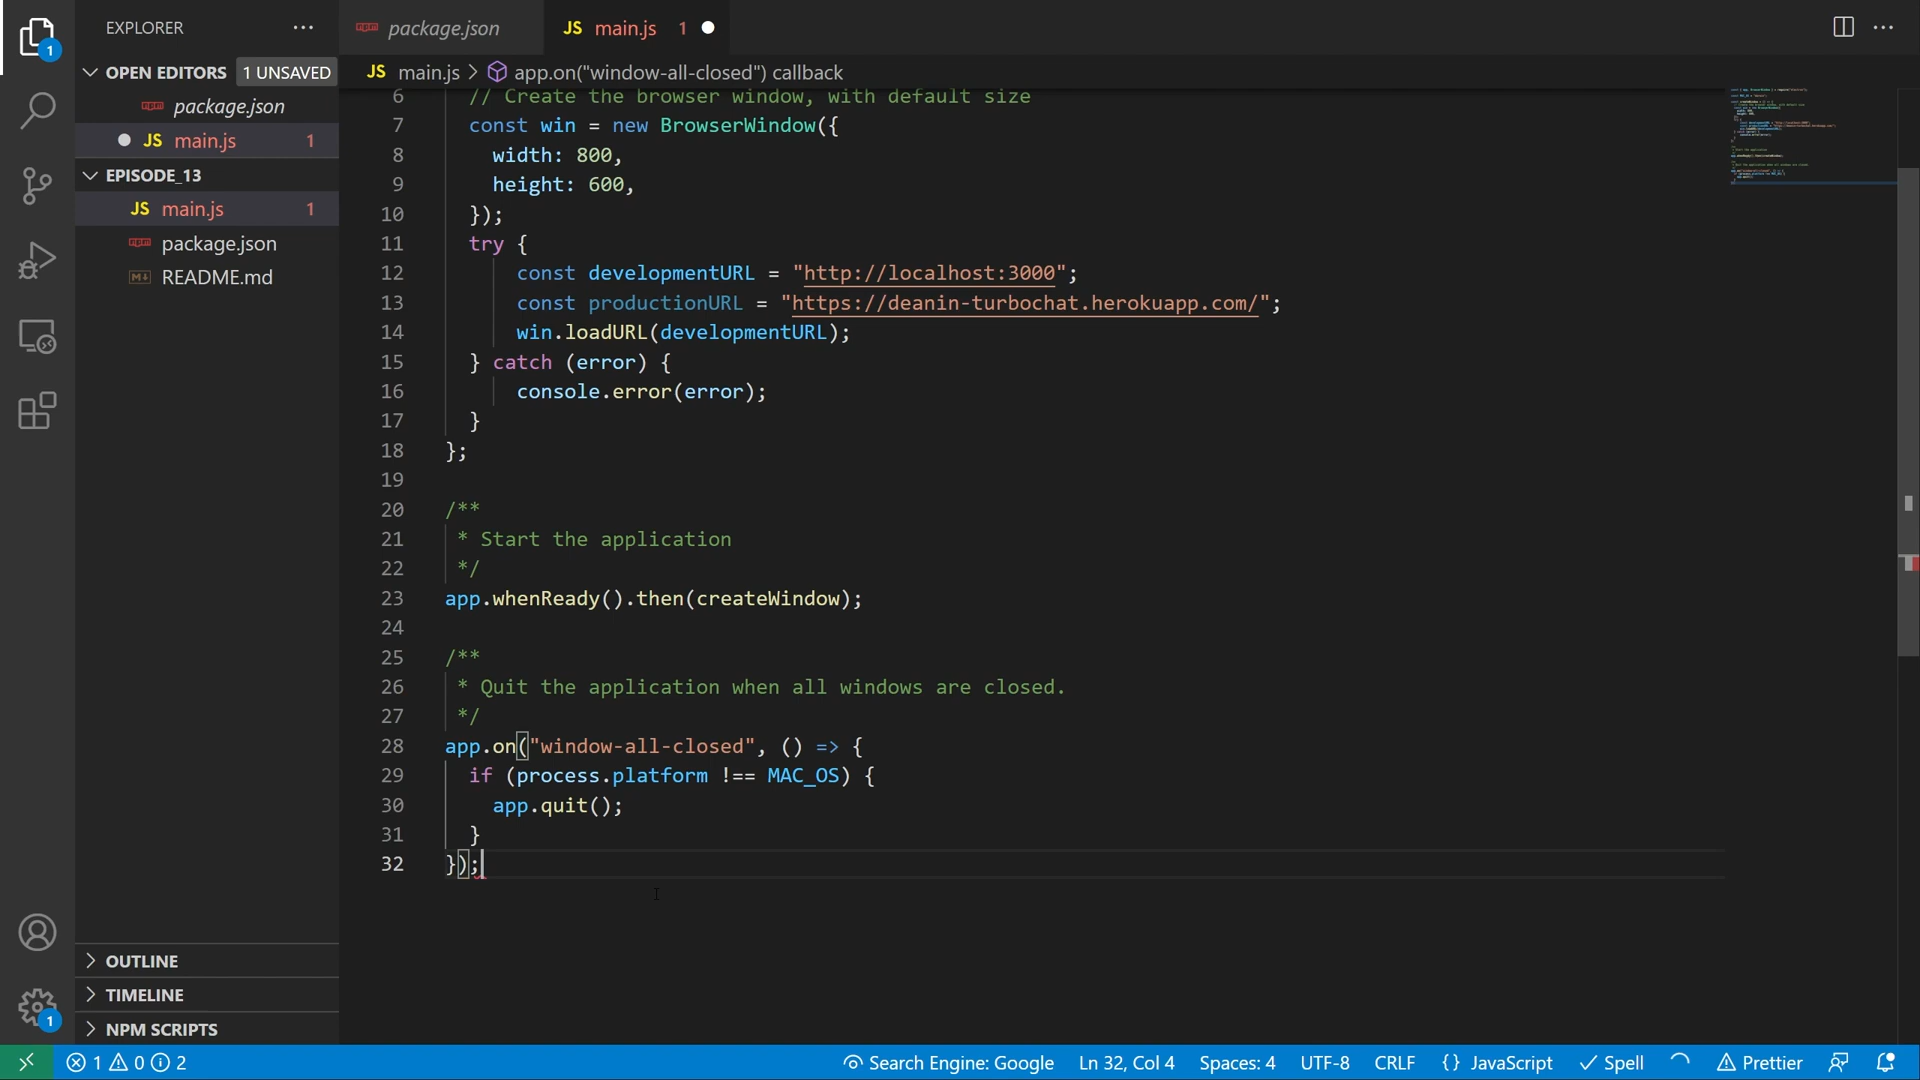 EXPLORER
package.json
JS main.js 1
OPEN EDITORS 1 UNSAVED
JS main.js > app.on("window-all-closed") callback
package.json
JS main.js 1
EPISODE_13
JS main.js 1
package.json
README.md
6 // Create the browser window, with default size
7 const win = new BrowserWindow({
8 width: 800,
9 height: 600,
10 });
11 try {
12 const developmentURL = "http://localhost:3000";
13 const productionURL = "https://deanin-turbochat.herokuapp.com/";
14 win.loadURL(developmentURL);
15 } catch (error) {
16 console.error(error);
17 }
18 };
19
20 /**
21 * Start the application
22 */
23 app.whenReady().then(createWindow);
24
25 /**
26 * Quit the application when all windows are closed.
27 */
28 app.on("window-all-closed", () => {
29 if (process.platform !== MAC_OS) {
30 app.quit();
31 }
32 });
1
1
OUTLINE
TIMELINE
NPM SCRIPTS
1 0 2 Search Engine: Google Ln 32, Col 4 Spaces: 4 UTF-8 CRLF {} JavaScript Spell Prettier